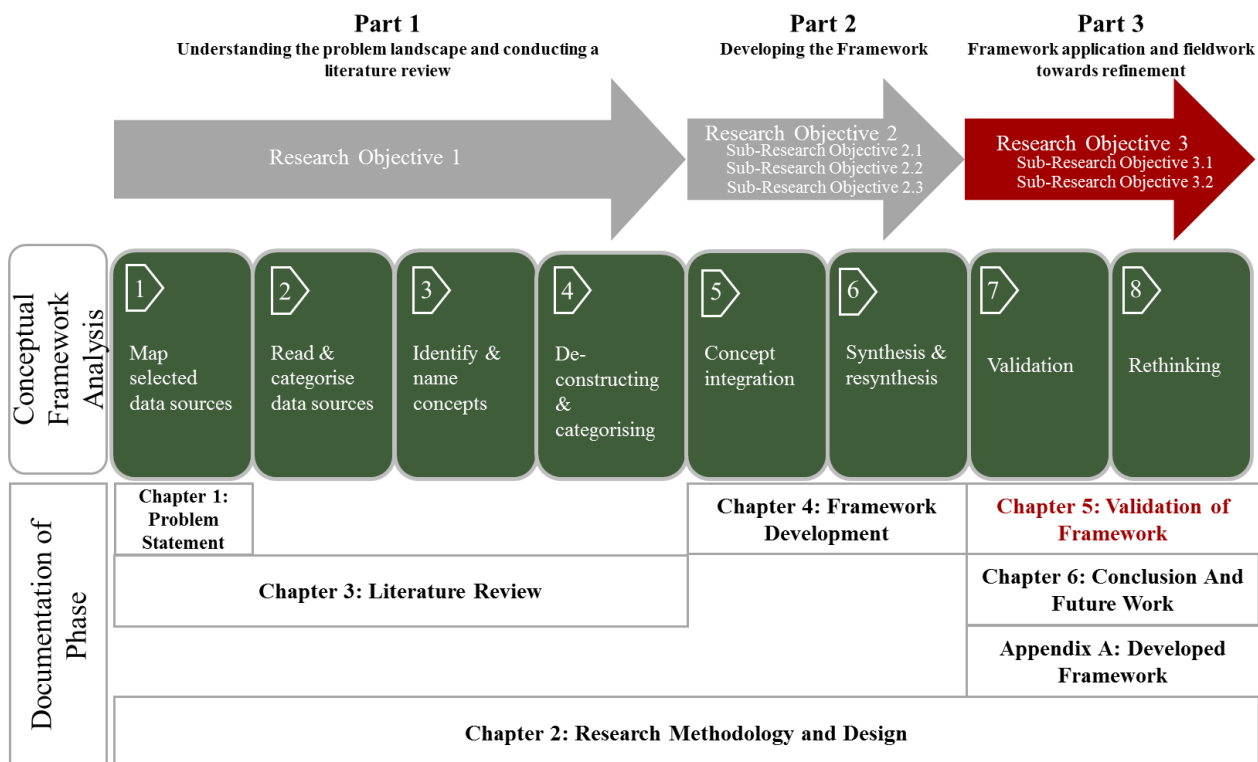 Part 1
Understanding the problem landscape and conducting a
literature review
Part 2
Developing the Framework
Part 3
Framework application and fieldwork
towards refinement
Research Objective 1
Research Objective 2
Sub-Research Objective 2.1
Sub-Research Objective 2.2
Sub-Research Objective 2.3
Research Objective 3
Sub-Research Objective 3.1
Sub-Research Objective 3.2
Conceptual
Framework
Analysis
1
Map
selected
data sources
2
Read &
categorise
data sources
3
Identify &
name
concepts
4
De-
constructing
&
categorising
5
Concept
integration
6
Synthesis &
resynthesis
7
Validation
8
Rethinking
Documentation of
Phase
Chapter 1:
Problem
Statement
Chapter 4: Framework
Development
Chapter 5: Validation of
Framework
Chapter 3: Literature Review
Chapter 6: Conclusion And
Future Work
Appendix A: Developed
Framework
Chapter 2: Research Methodology and Design